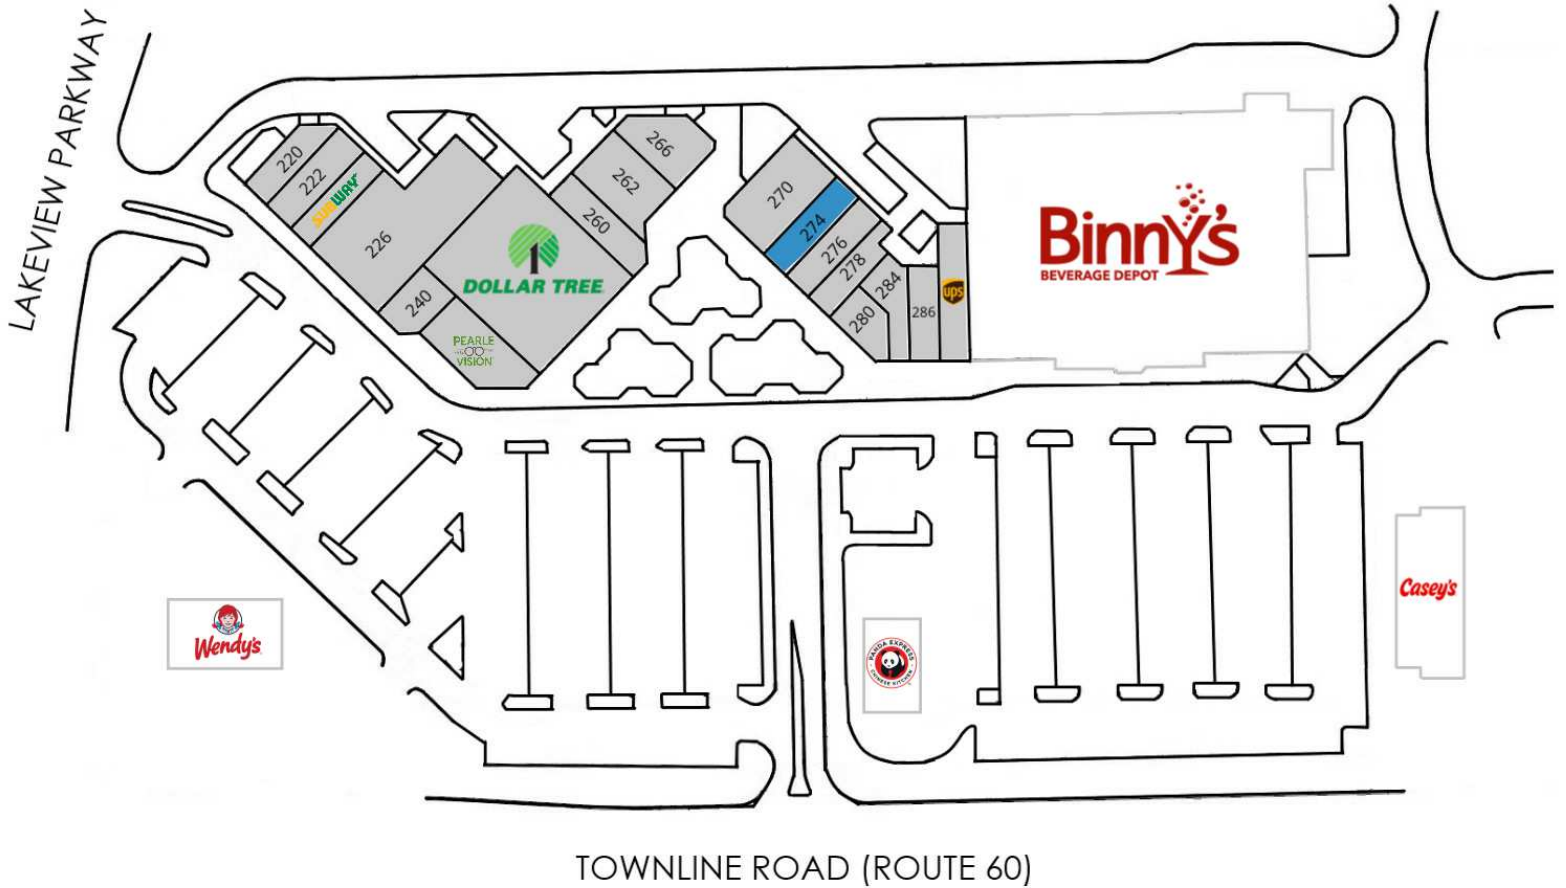 LAKEVIEW PARKWAY
220
222
SUBWAY
226
240
PEARLE
VISION
DOLLAR TREE
260
262
266
270
274
276
278
280
284
286
ups
Binny's
BEVERAGE DEPOT
Wendy's
PANDA EXPRESS
CHINESE KITCHEN
Casey's
TOWNLINE ROAD (ROUTE 60)